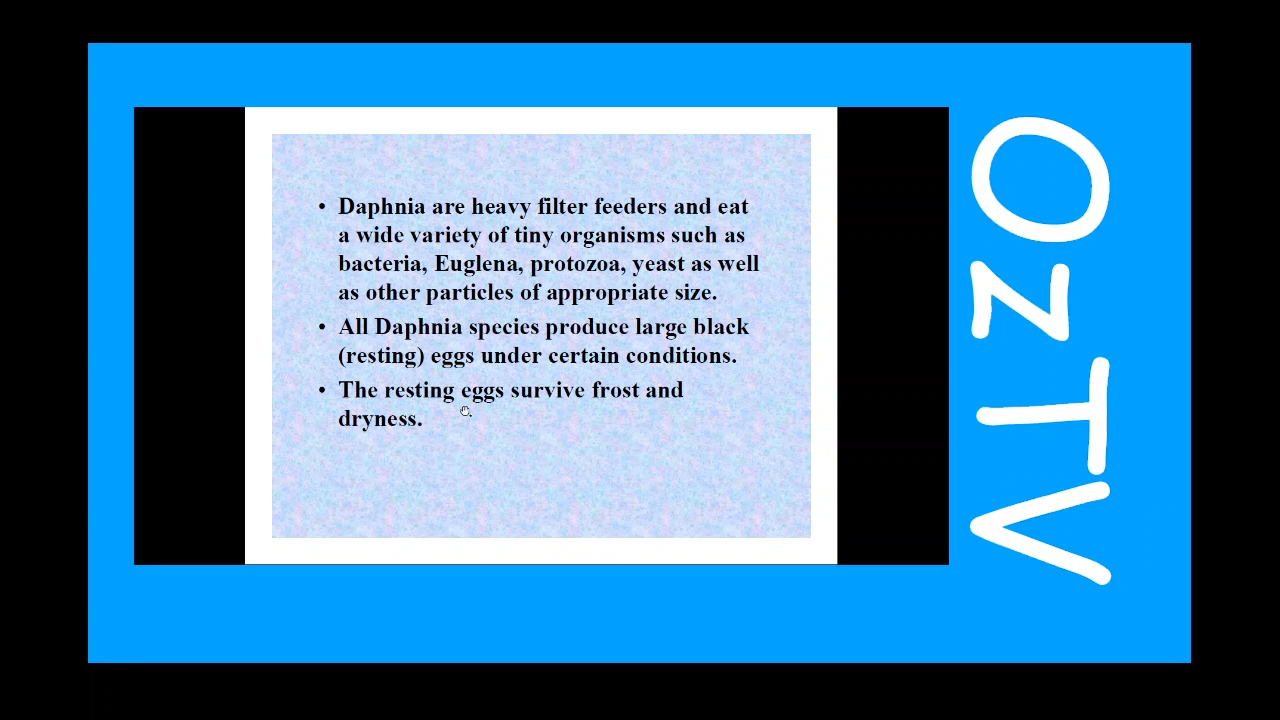 • Daphnia are heavy filter feeders and eat
a wide variety of tiny organisms such as
bacteria, Euglena, protozoa, yeast as well
as other particles of appropriate size.
• All Daphnia species produce large black
(resting) eggs under certain conditions.
• The resting eggs survive frost and
dryness.
OzTV